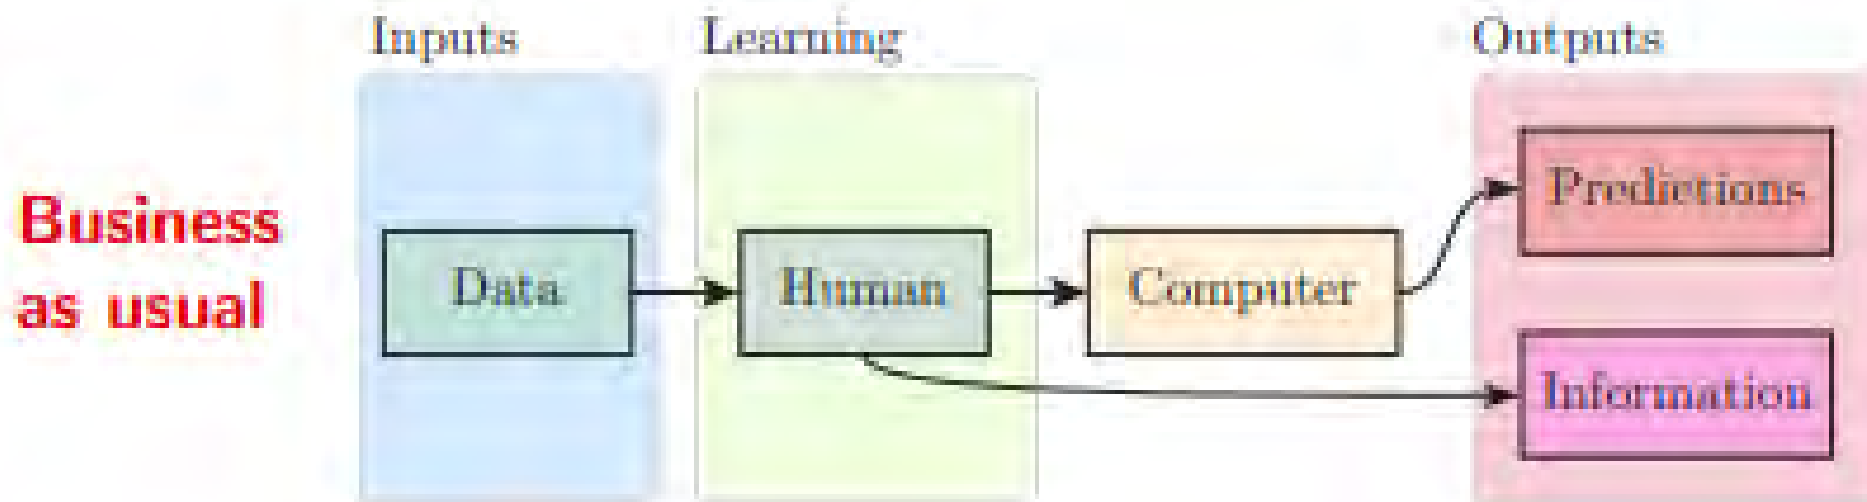 Inputs
Learning
Outputs
Business
as usual
Data
Human
Computer
Predictions
Information